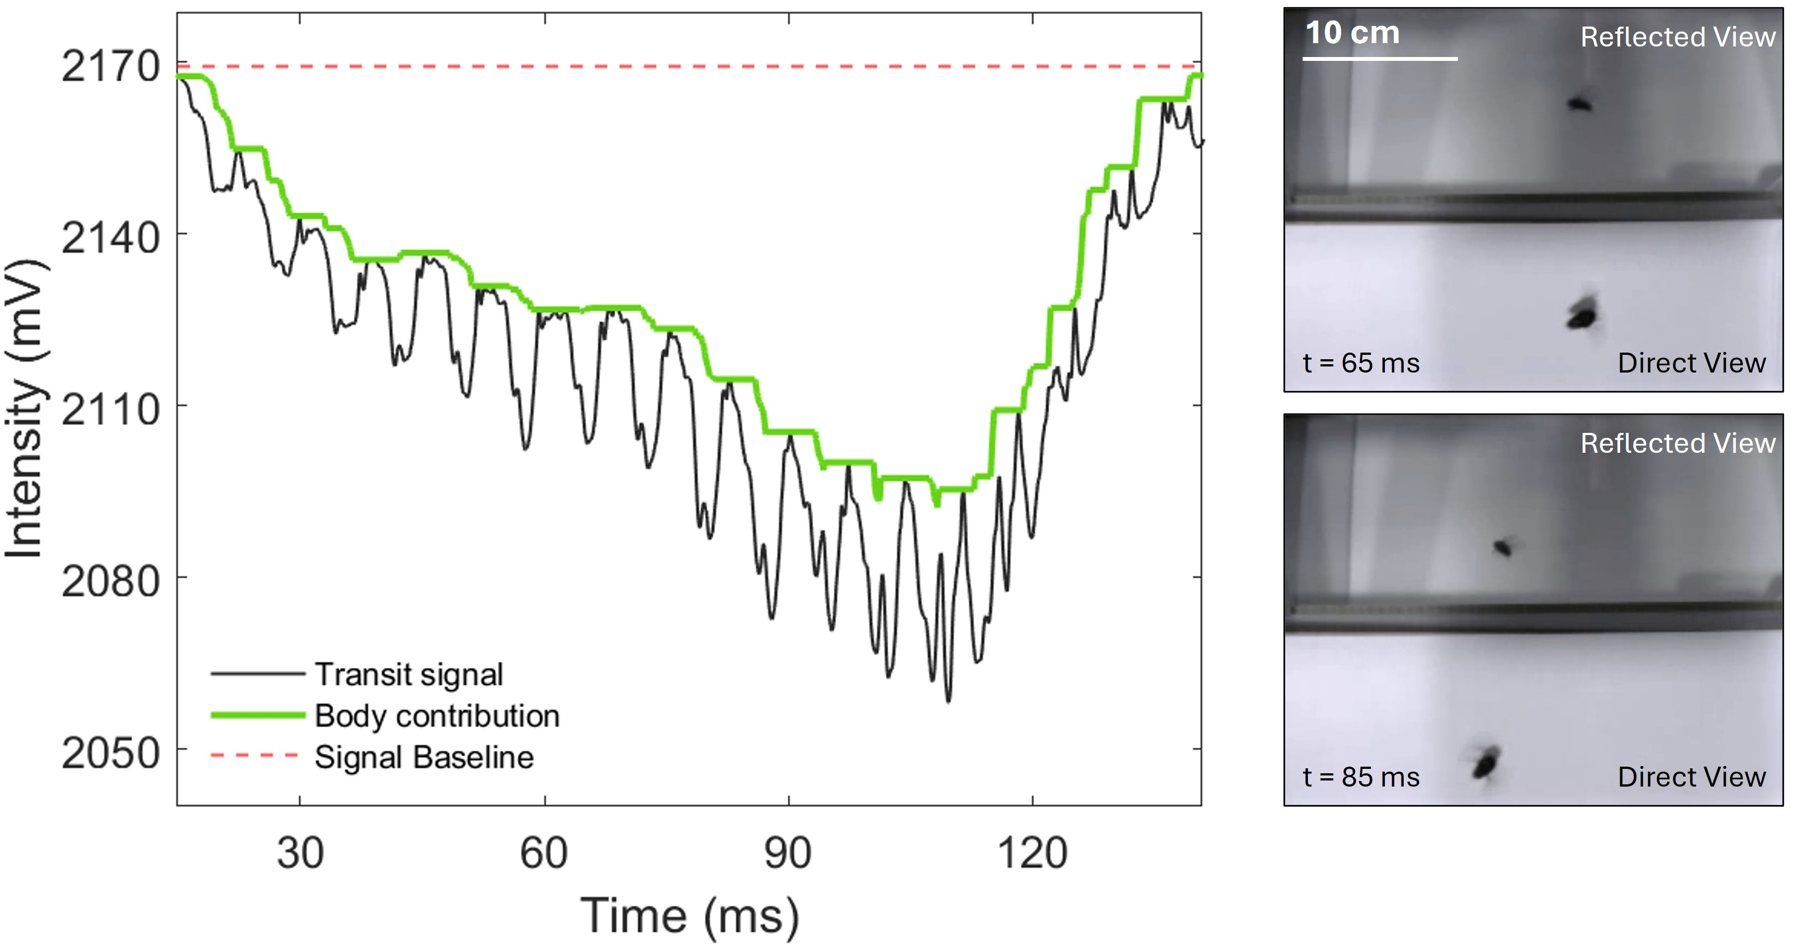 2170
2140
2110
2080
2050
Intensity (mV)
Transit signal
Body contribution
Signal Baseline
30
60
90
120
Time (ms)
10 cm
Reflected View
t = 65 ms
Direct View
Reflected View
t = 85 ms
Direct View